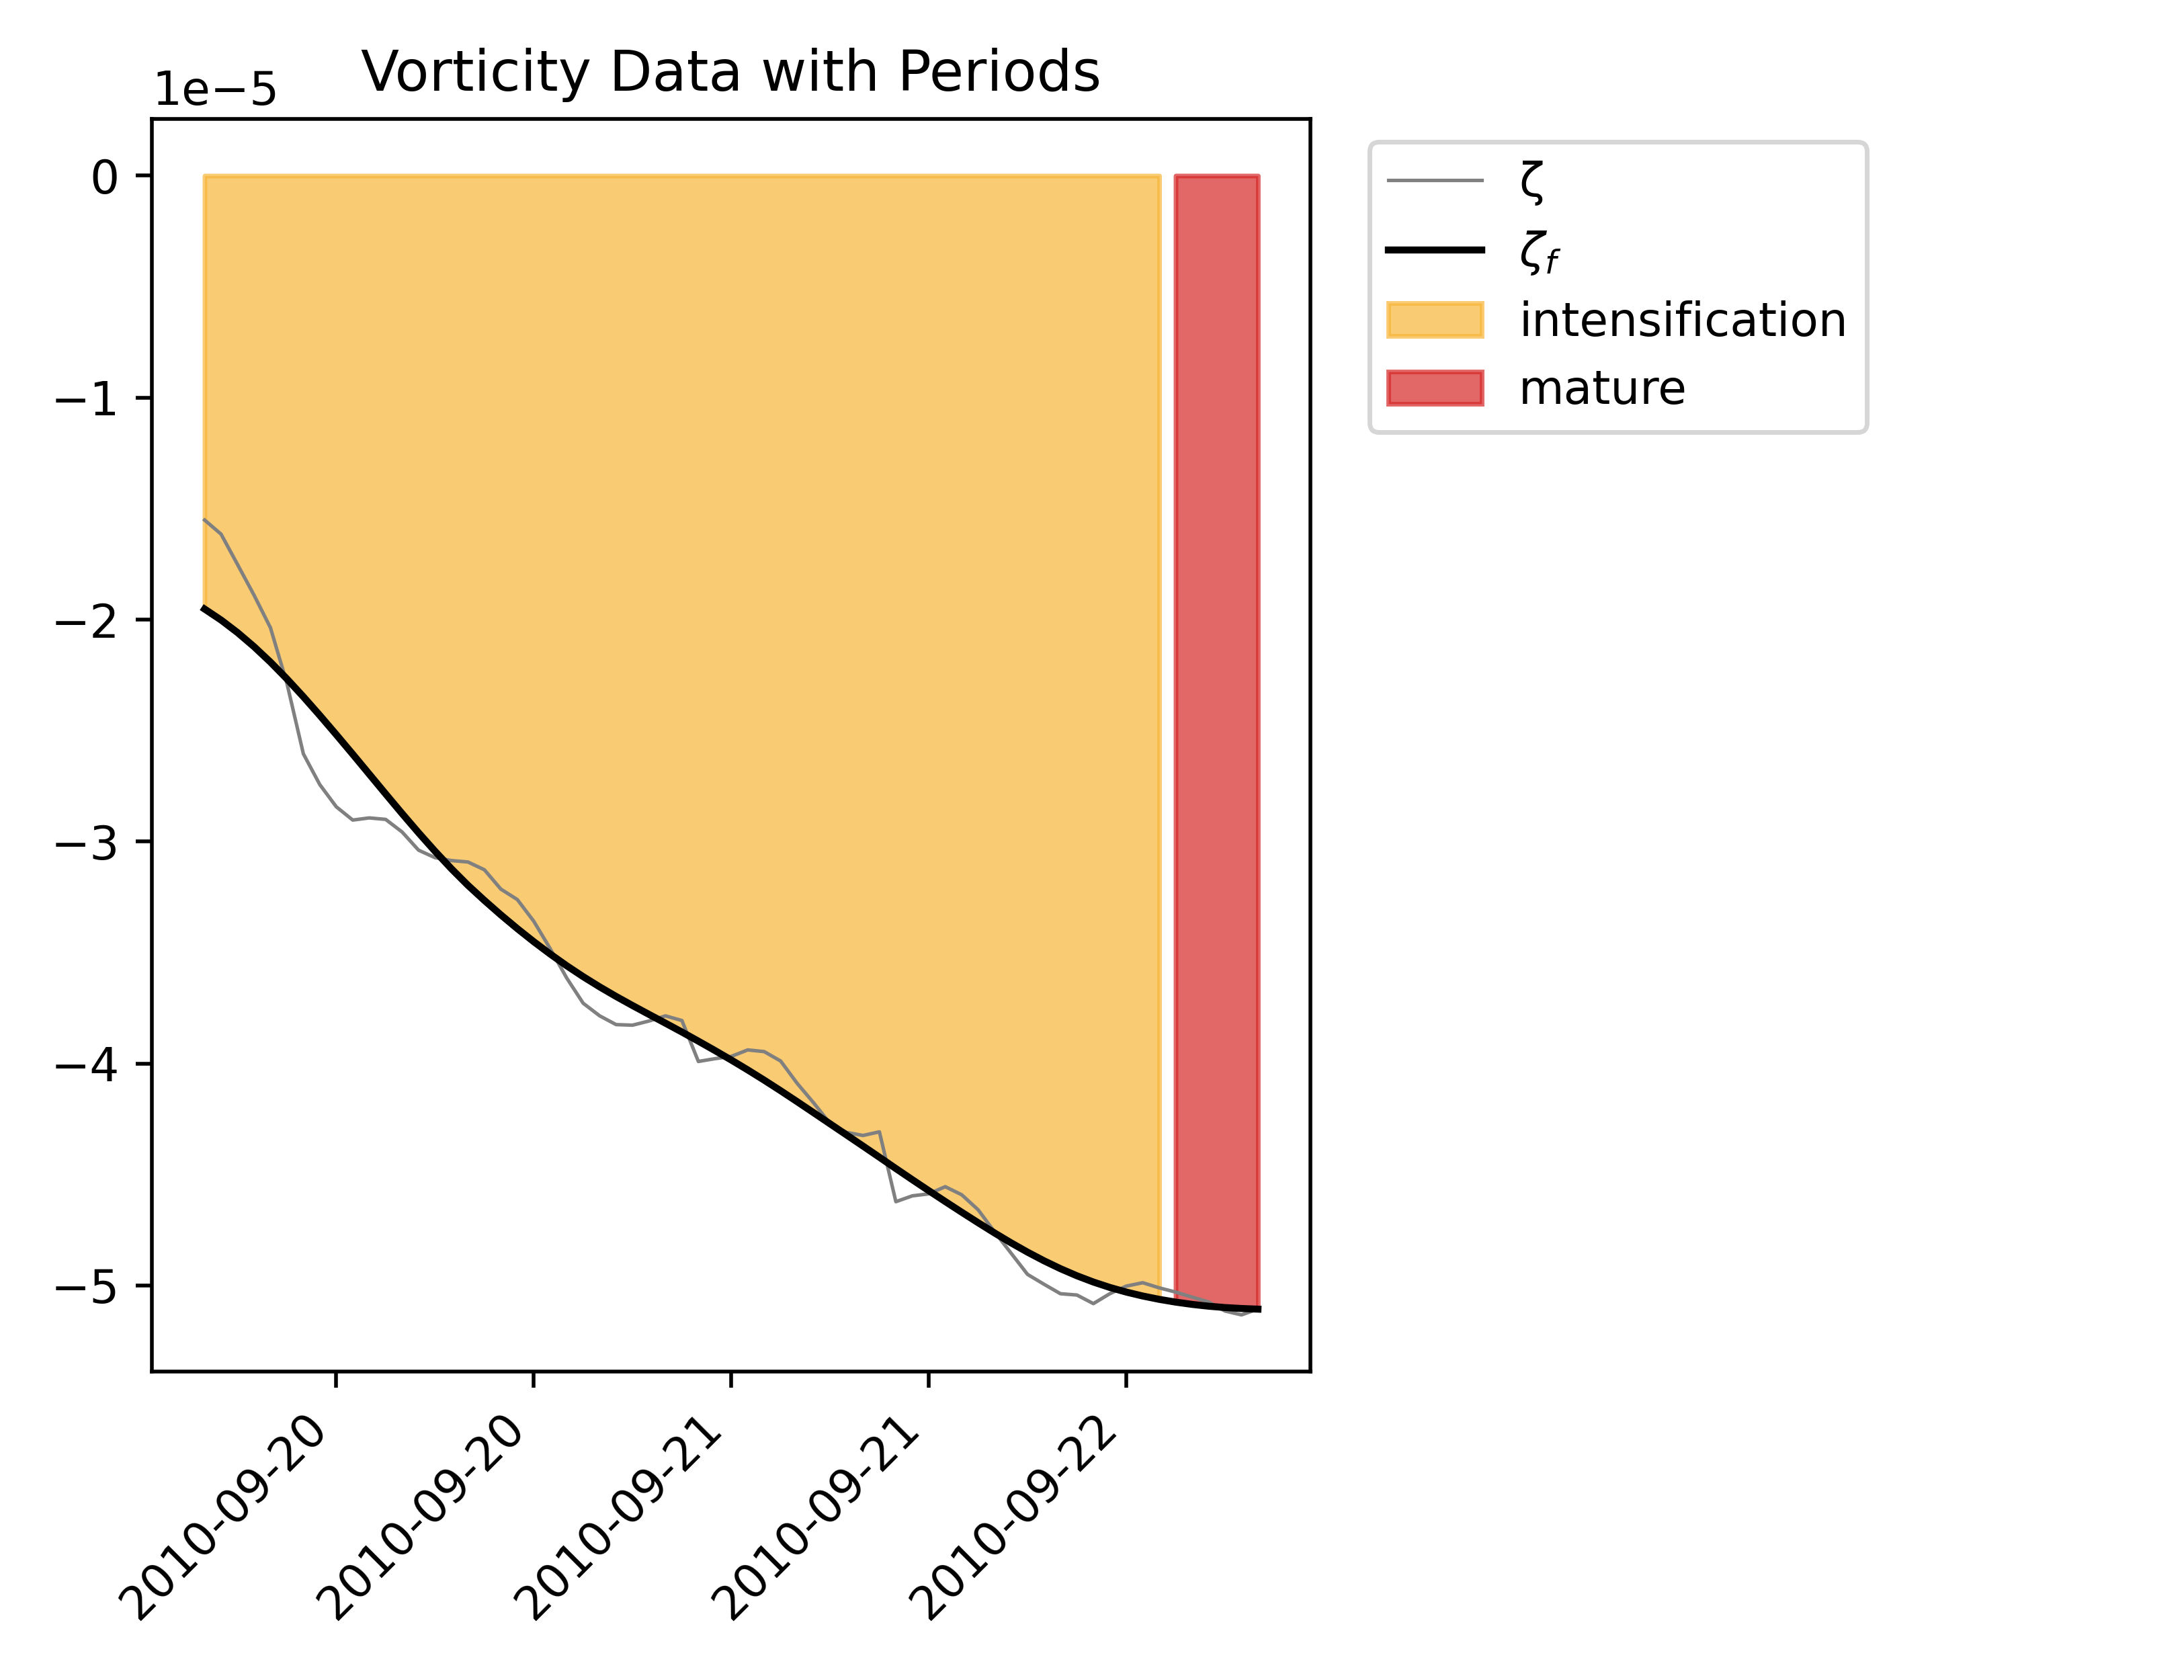 Vorticity Data with Periods
1e−5
0
−1
−2
−3
−4
−5
2010-09-20
2010-09-20
2010-09-21
2010-09-21
2010-09-22
ζ
ζf
intensification
mature